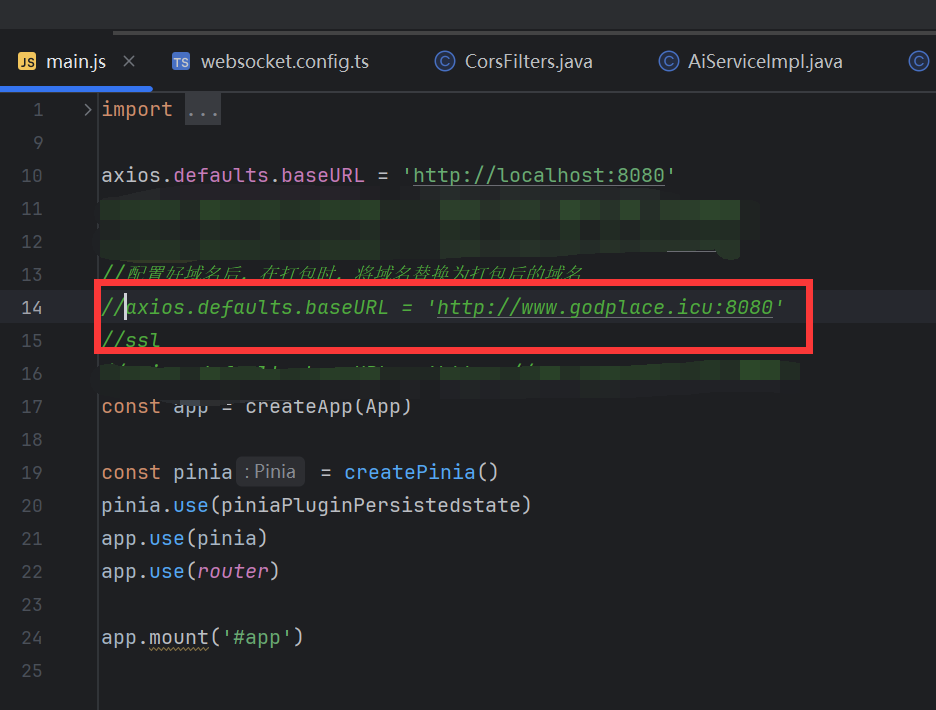 main.js
websocket.config.ts
CorsFilters.java
AiServiceImpl.java
1 import ...
9
10 axios.defaults.baseURL = 'http://localhost:8080'
11
12
13 //配置好域名后，在打包时，将域名替换为打包后的域名
14 //axios.defaults.baseURL = 'http://www.godplace.icu:8080'
15 //ssl
16
17 const app = createApp(App)
18
19 const pinia : Pinia = createPinia()
20 pinia.use(piniaPluginPersistedstate)
21 app.use(pinia)
22 app.use(router)
23
24 app.mount('#app')
25